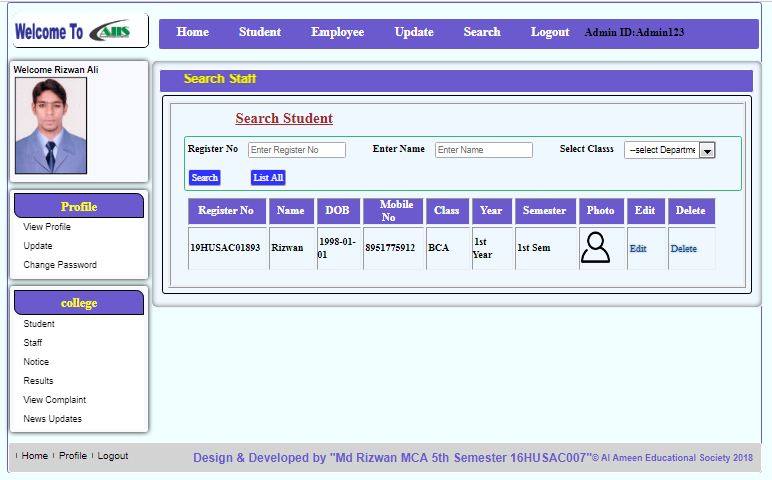 Welcome To AIIS
Home Student Employee Update Search Logout Admin ID:Admin123
Welcome Rizwan Ali
Profile
View Profile
Update
Change Password
college
Student
Staff
Notice
Results
View Complaint
News Updates
Search Staff
Search Student
Register No Enter Register No Enter Name Enter Name Select Classs --select Departme
Search List All
Register No Name DOB Mobile No Class Year Semester Photo Edit Delete
19HUSAC01893 Rizwan 1998-01-01 8951775912 BCA 1st Year 1st Sem Edit Delete
Home Profile Logout
Design & Developed by "Md Rizwan MCA 5th Semester 16HUSAC007"© Al Ameen Educational Society 2018